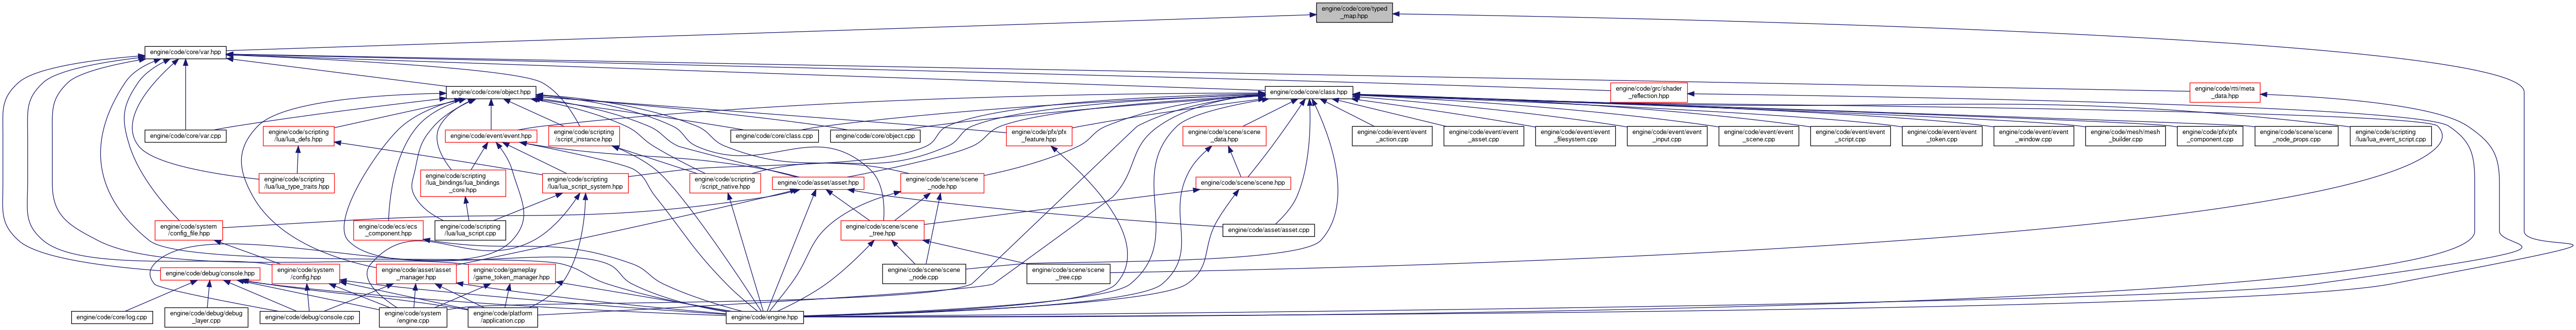 engine/code/core/typed
_map.hpp
engine/code/core/var.hpp
engine/code/core/object.hpp
engine/code/core/class.hpp
engine/code/grc/shader
_reflection.hpp
engine/code/rtti/meta
_data.hpp
engine/code/core/var.cpp
engine/code/scripting
/lua/lua_defs.hpp
engine/code/event/event.hpp
engine/code/scripting
/script_instance.hpp
engine/code/core/class.cpp
engine/code/core/object.cpp
engine/code/pfx/pfx
_feature.hpp
engine/code/scene/scene
_data.hpp
engine/code/event/event
_action.cpp
engine/code/event/event
_asset.cpp
engine/code/event/event
_filesystem.cpp
engine/code/event/event
_input.cpp
engine/code/event/event
_scene.cpp
engine/code/event/event
_script.cpp
engine/code/event/event
_token.cpp
engine/code/event/event
_window.cpp
engine/code/mesh/mesh
_builder.cpp
engine/code/pfx/pfx
_component.cpp
engine/code/scene/scene
_node_props.cpp
engine/code/scripting
/lua/lua_event_script.cpp
engine/code/scripting
/lua/lua_type_traits.hpp
engine/code/scripting
/lua_bindings/lua_bindings
_core.hpp
engine/code/scripting
/lua/lua_script_system.hpp
engine/code/scripting
/script_native.hpp
engine/code/asset/asset.hpp
engine/code/scene/scene
_node.hpp
engine/code/scene/scene.hpp
engine/code/system
/config_file.hpp
engine/code/ecs/ecs
_component.hpp
engine/code/scripting
/lua/lua_script.cpp
engine/code/scene/scene
_tree.hpp
engine/code/asset/asset.cpp
engine/code/debug/console.hpp
engine/code/system
/config.hpp
engine/code/asset/asset
_manager.hpp
engine/code/gameplay
/game_token_manager.hpp
engine/code/scene/scene
_node.cpp
engine/code/scene/scene
_tree.cpp
engine/code/core/log.cpp
engine/code/debug/debug
_layer.cpp
engine/code/debug/console.cpp
engine/code/system
/engine.cpp
engine/code/platform
/application.cpp
engine/code/engine.hpp